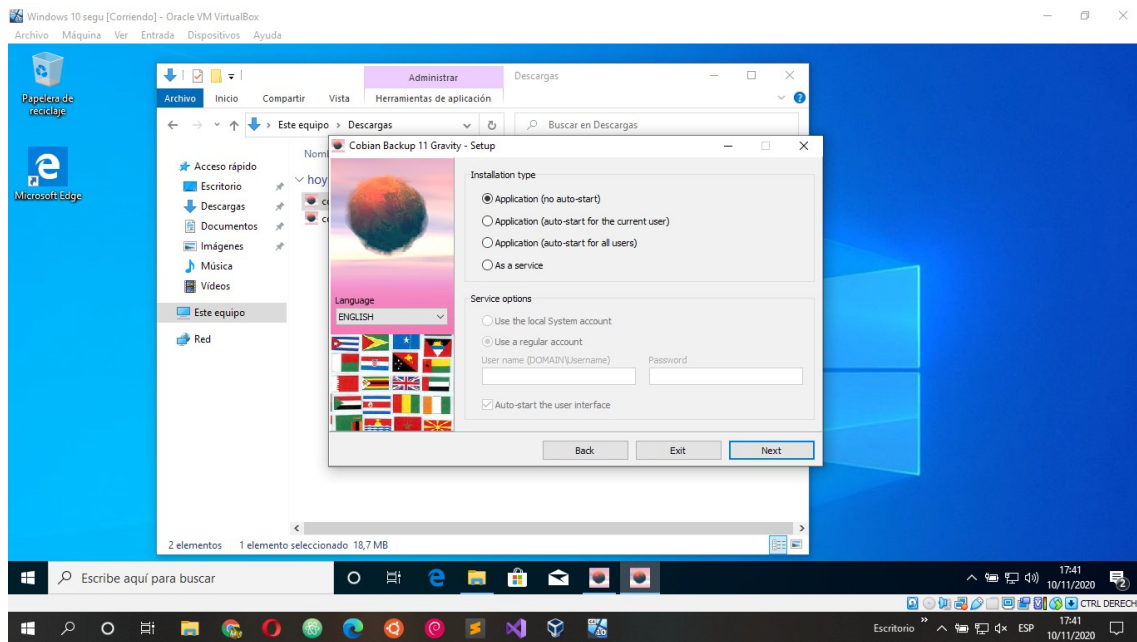 Windows 10 segu [Corriendo] - Oracle VM VirtualBox
Archivo Máquina Ver Entrada Dispositivos Ayuda
Papelera de
reciclaje
Microsoft Edge
Administrar
Descargas
Archivo Inicio Compartir Vista Herramientas de aplicación
Este equipo > Descargas
Buscar en Descargas
Acceso rápido
Escritorio
Descargas
Documentos
Imágenes
Música
Vídeos
Este equipo
Red
hoy
Cobian Backup 11 Gravity - Setup
Language
ENGLISH
Installation type
Application (no auto-start)
Application (auto-start for the current user)
Application (auto-start for all users)
As a service
Service options
Use the local System account
Use a regular account
User name (DOMAIN\Username) Password
Auto-start the user interface
Back Exit Next
2 elementos 1 elemento seleccionado 18,7 MB
Escribe aquí para buscar
17:41
10/11/2020
2
CTRL DERECH
Escritorio
ESP
17:41
10/11/2020